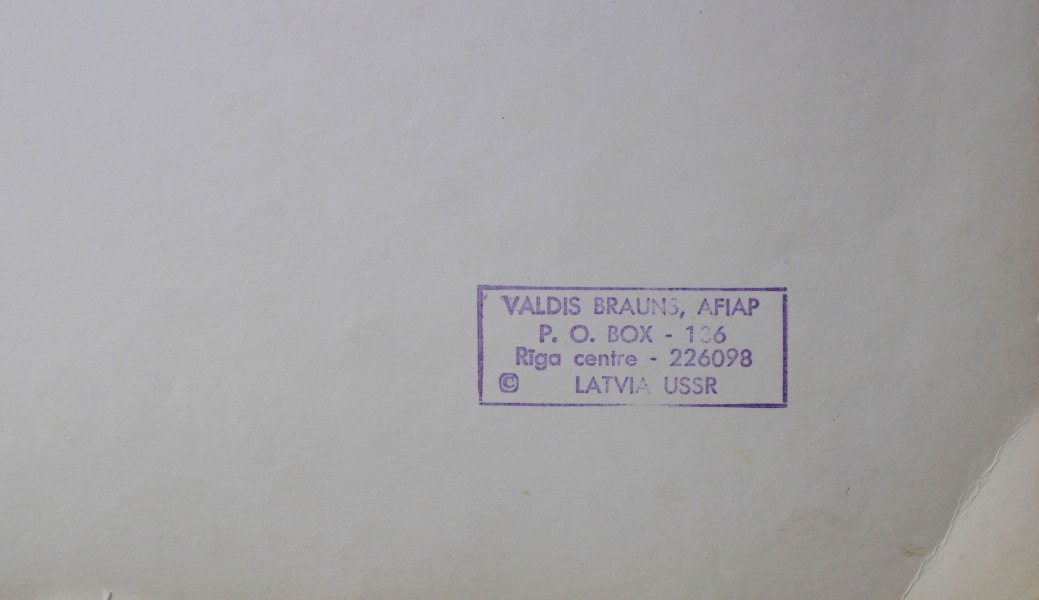 VALDIS BRAUNS, AFIAP
P. O. BOX - 136
Rīga centre - 226098
© LATVIA USSR